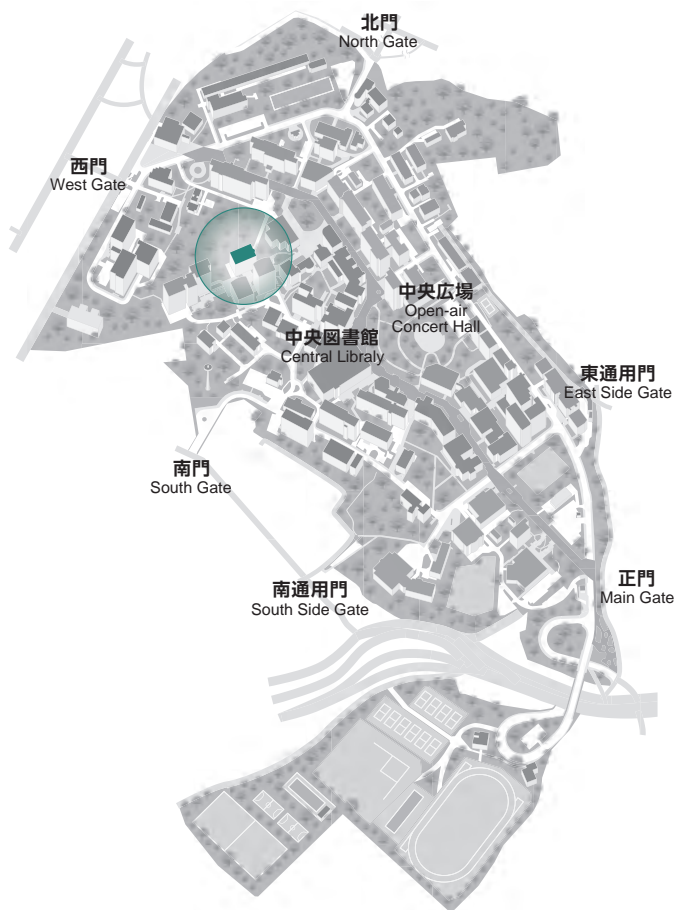 北門
North Gate
西門
West Gate
中央広場
Open-air
Concert Hall
中央図書館
Central Libraly
東通用門
East Side Gate
南門
South Gate
南通用門
South Side Gate
正門
Main Gate